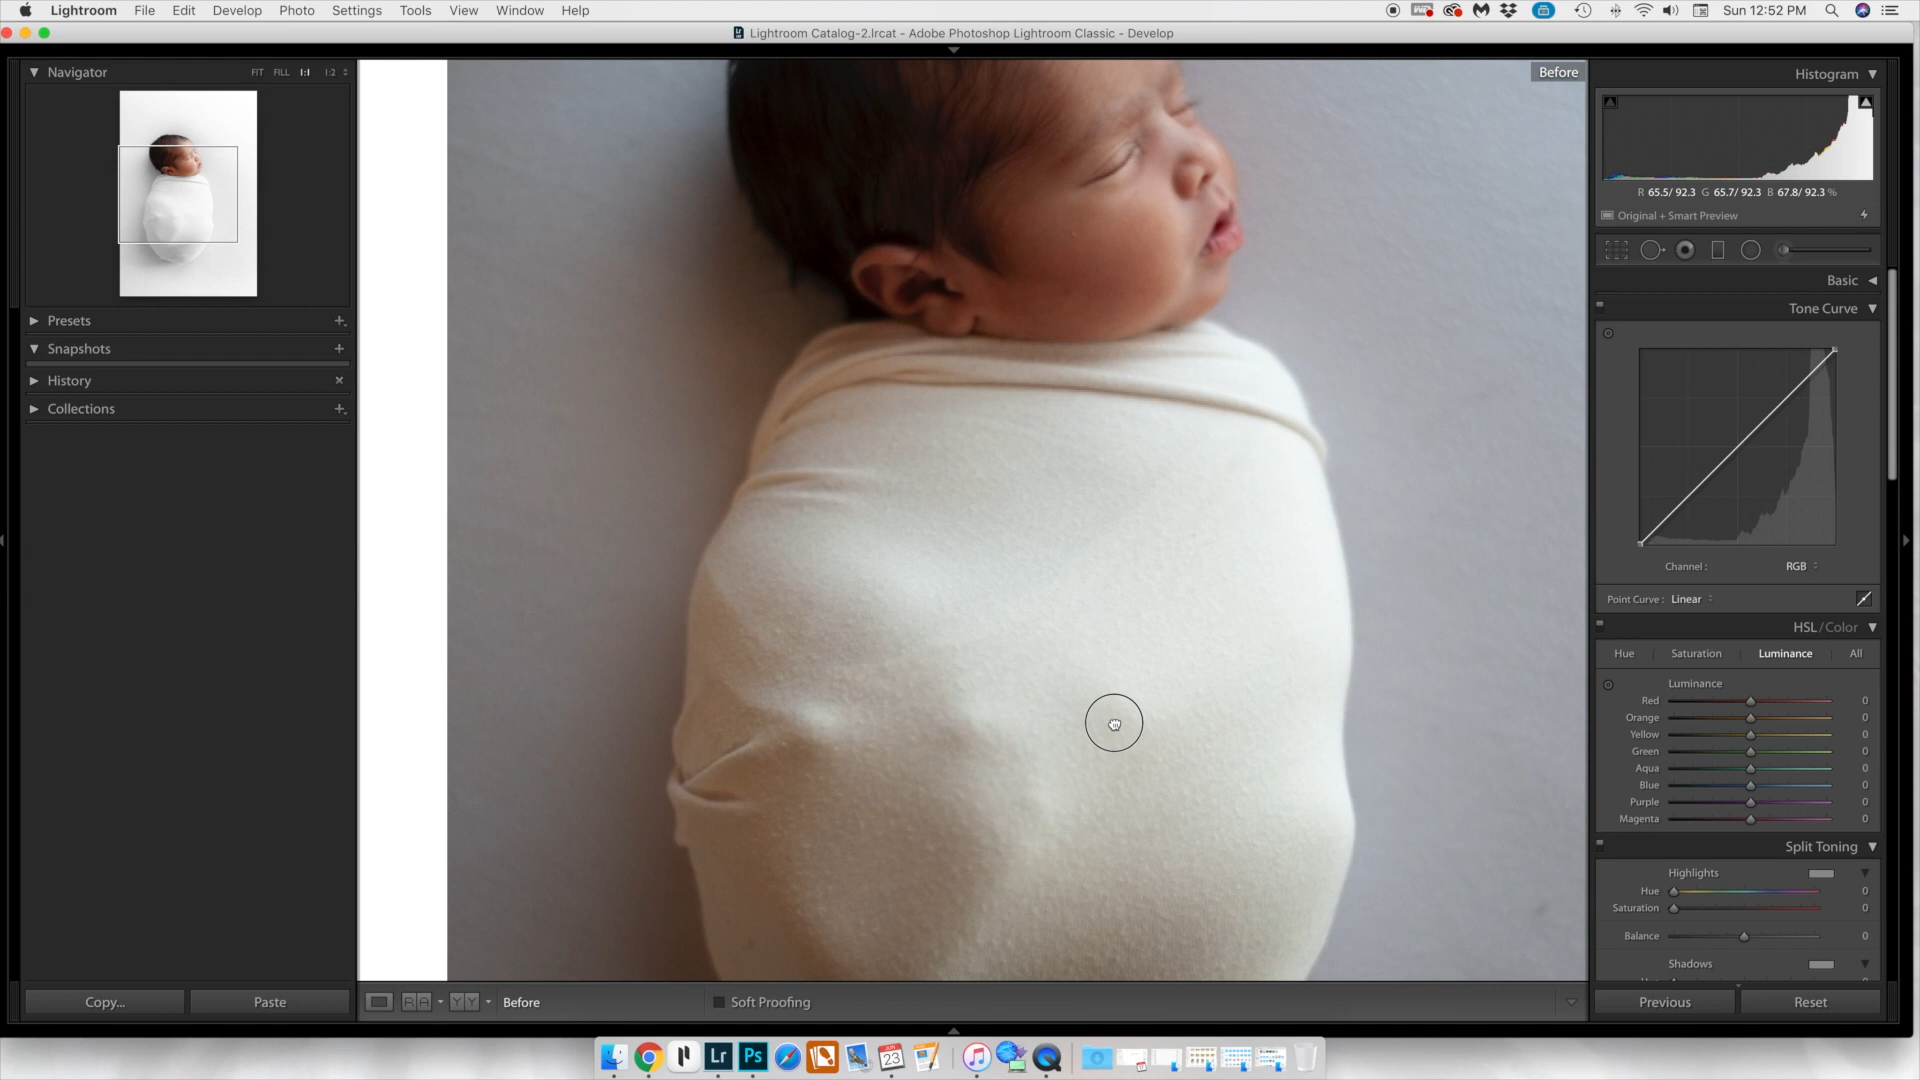 Lightroom File Edit Develop Photo Settings Tools View Window Help Sun 12:52 PM
Lightroom Catalog-2.lrcat - Adobe Photoshop Lightroom Classic - Develop
Navigator FIT FILL 1:1 1:2
Before
Histogram
R 65.5/ 92.3 G 65.7/ 92.3 B 67.8/ 92.3 %
Original + Smart Preview
Basic
Tone Curve
Presets
Snapshots
History
Collections
Channel : RGB
Point Curve : Linear
HSL / Color
Hue Saturation Luminance All
Luminance
Red 0
Orange 0
Yellow 0
Green 0
Aqua 0
Blue 0
Purple 0
Magenta 0
Split Toning
Highlights
Hue 0
Saturation 0
Balance 0
Shadows
Copy... Paste
R A Y Y Before Soft Proofing
Previous Reset
Lr Ps JUN 23